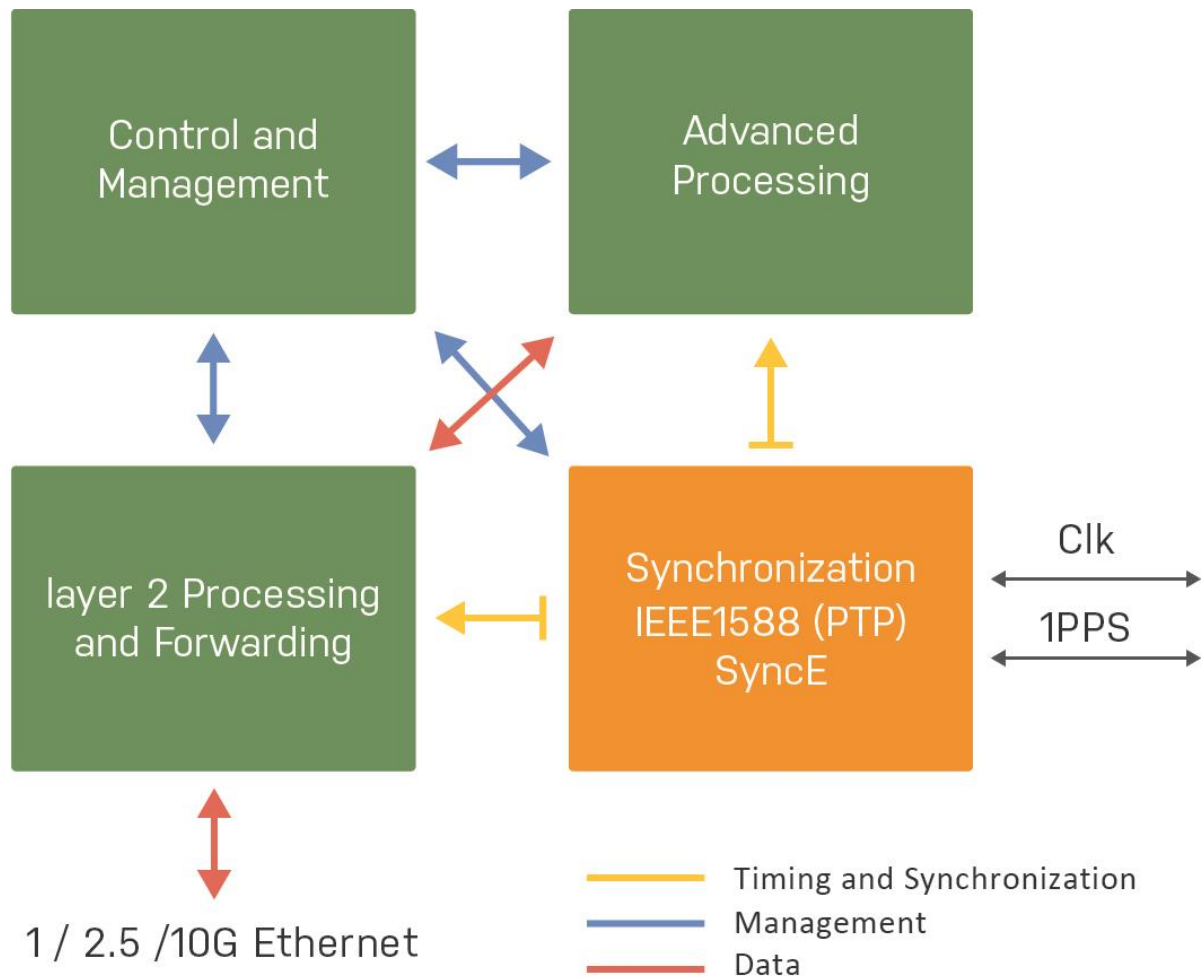 Control and
Management
Advanced
Processing
layer 2 Processing
and Forwarding
Synchronization
IEEE1588 (PTP)
SyncE
Clk
1PPS
1 / 2.5 /10G Ethernet
Timing and Synchronization
Management
Data